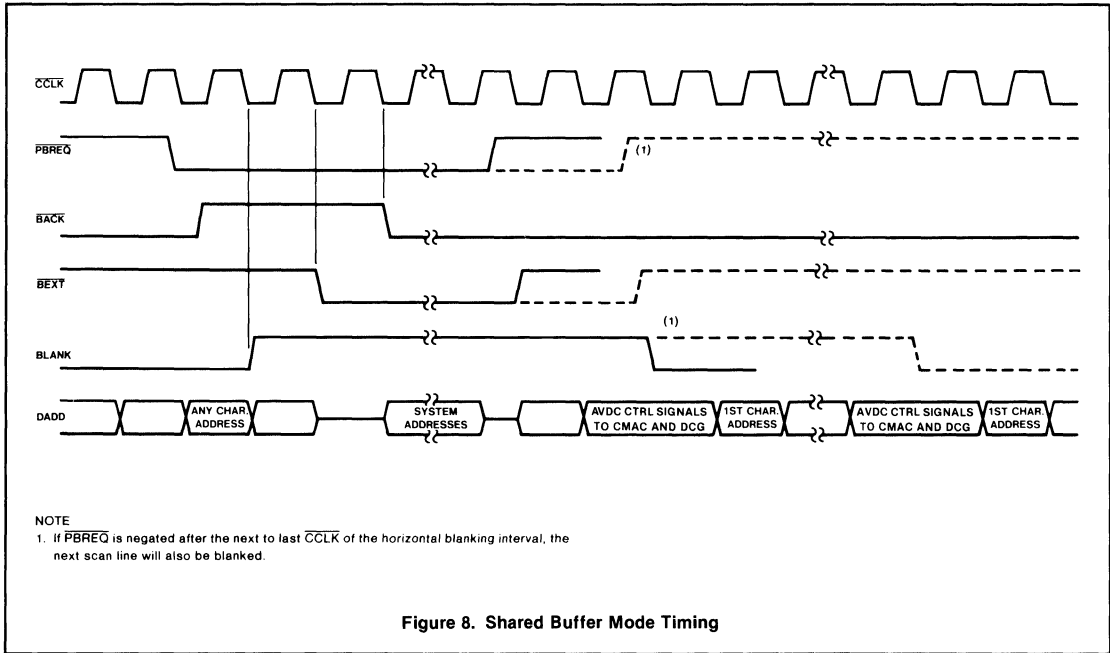 CCLK
PBREQ
(1)
BACK
BEXT
(1)
BLANK
DADD
ANY CHAR.
ADDRESS
SYSTEM
ADDRESSES
AVDC CTRL SIGNALS
TO CMAC AND DCG
1ST CHAR.
ADDRESS
AVDC CTRL SIGNALS
TO CMAC AND DCG
1ST CHAR.
ADDRESS
NOTE
1. If PBREQ is negated after the next to last CCLK of the horizontal blanking interval, the
next scan line will also be blanked.
Figure 8. Shared Buffer Mode Timing